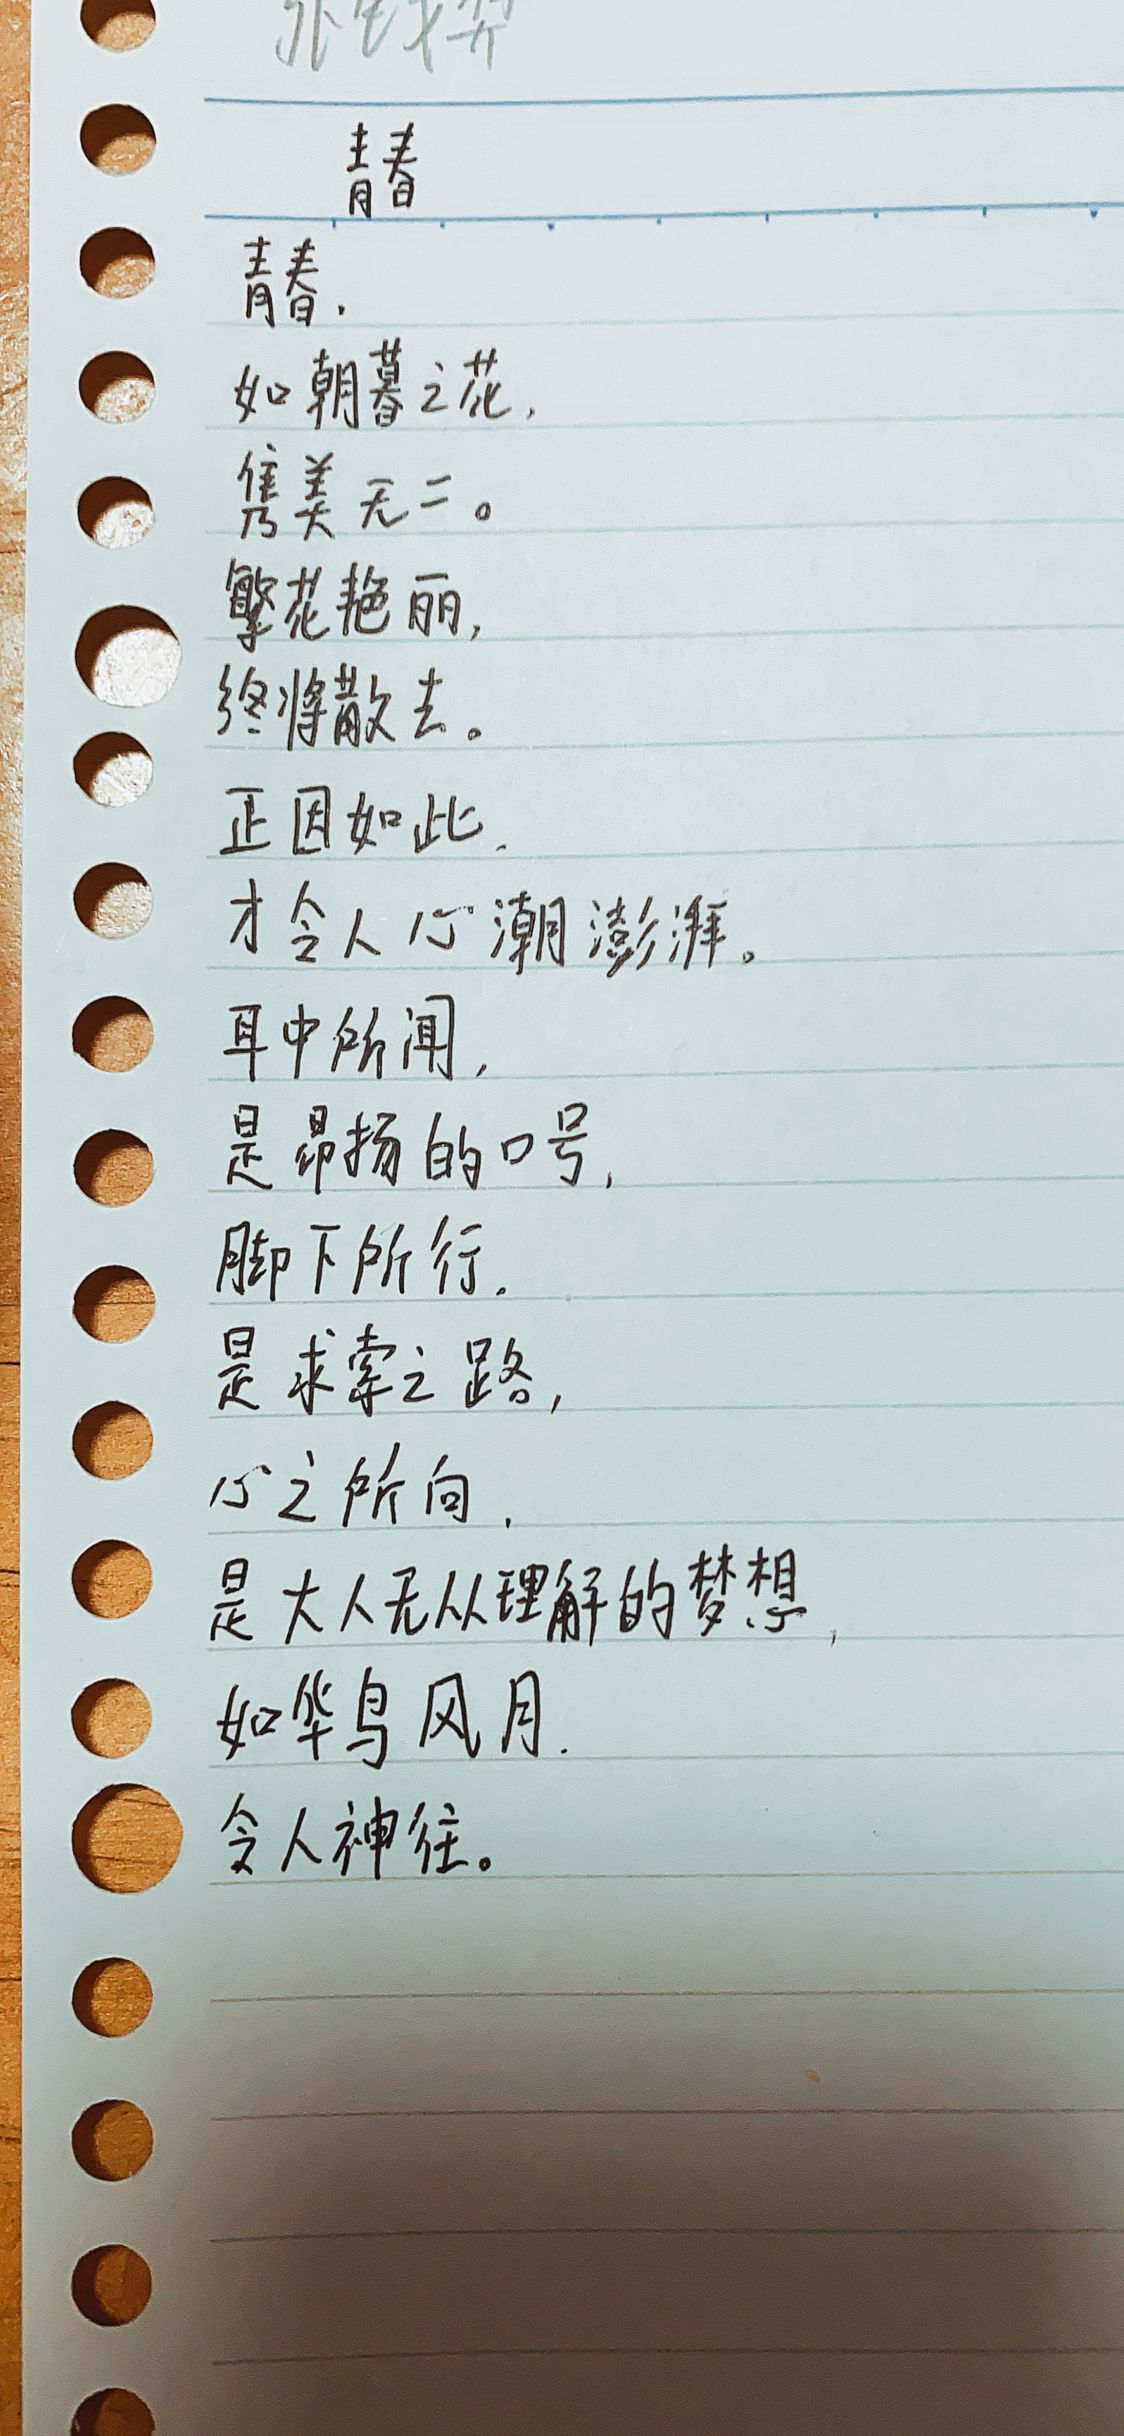 青春
青春.
如朝暮之花,
隽美无二。
繁花艳丽,
终将散去。
正因如此.
才令人心潮澎湃。
耳中所闻,
是昂扬的口号,
脚下所行.
是求索之路,
心之所向.
是大人无从理解的梦想,
如华鸟风月.
令人神往。